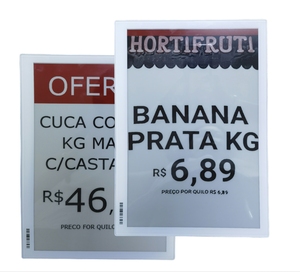 OFER
CUCA CO
KG MA
C/CASTA
R$46,
PRECO FOR QUILO
HORTIFRUTI
BANANA
PRATA KG
R$ 6,89
PREÇO POR QUILO R$ 6,89